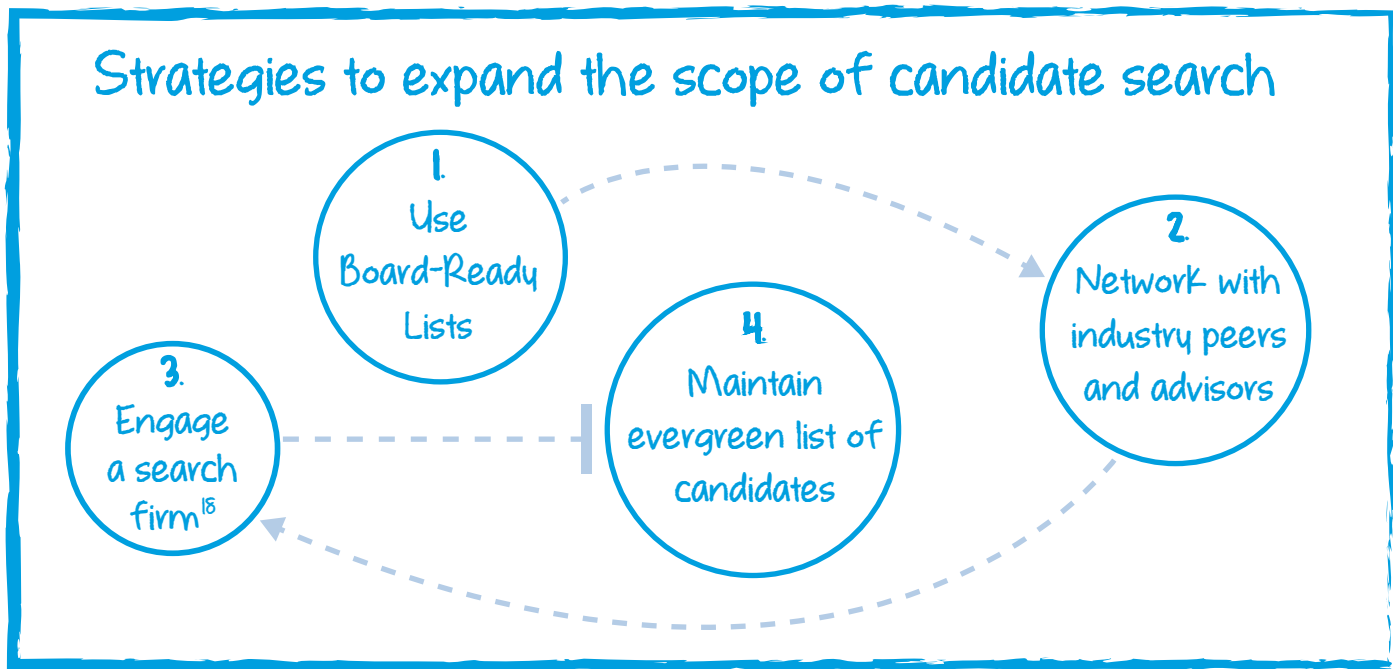 Strategies to expand the scope of candidate search
1.
Use
Board-Ready
Lists
2.
Network with
industry peers
and advisors
3.
Engage
a search
firm18
4.
Maintain
evergreen list of
candidates